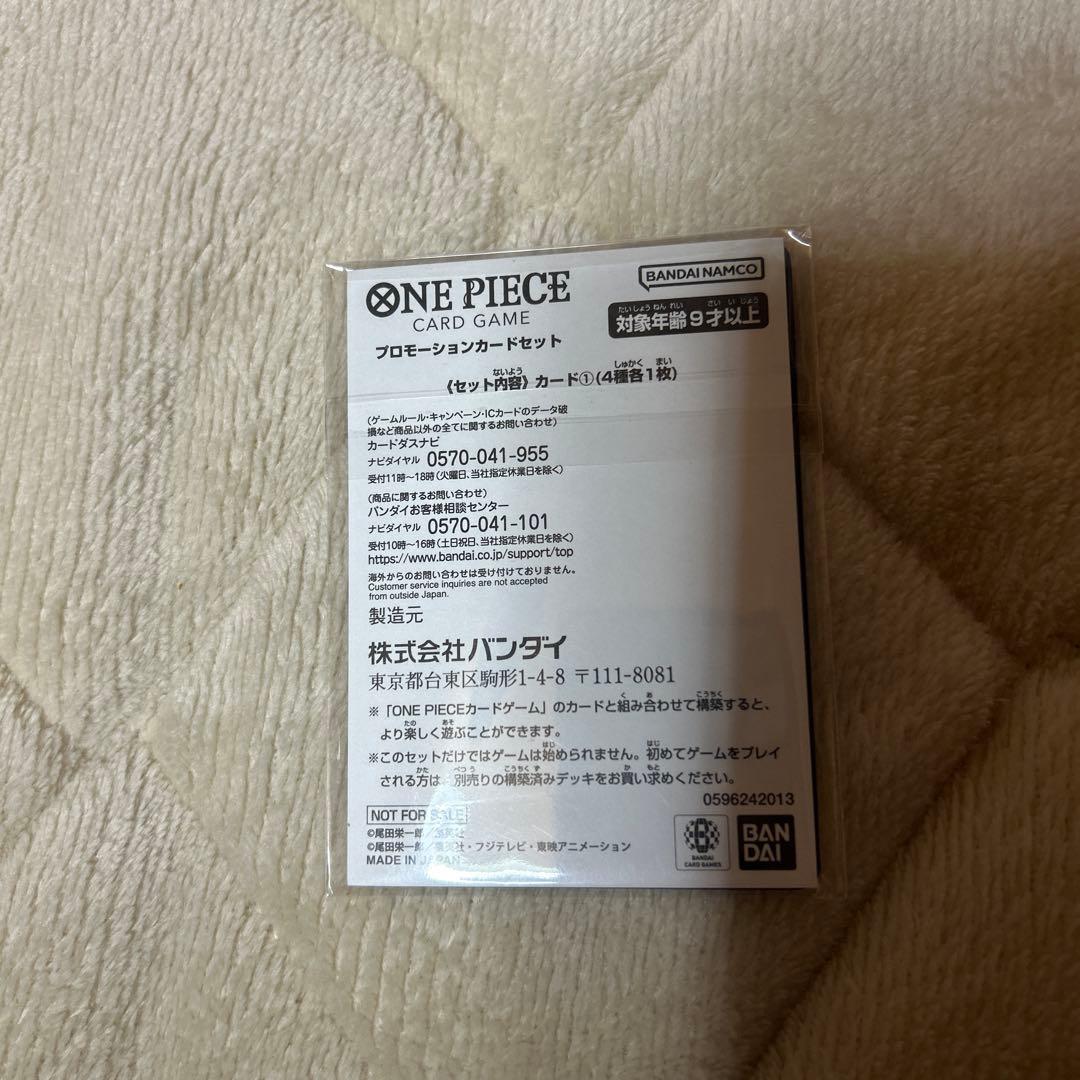 ONE PIECE
CARD GAME
BANDAI NAMCO
たいしょうねんれい さいいじょう
対象年齢9才以上
プロモーションカードセット
ないよう しゅかく まい
《セット内容》カード①(4種各1枚)
(ゲームルール・キャンペーン・ICカードのデータ破
損など商品以外の全てに関するお問い合わせ)
カードダスナビ
ナビダイヤル 0570-041-955
受付11時〜18時(火曜日、当社指定休業日を除く)
(商品に関するお問い合わせ)
バンダイお客様相談センター
ナビダイヤル 0570-041-101
受付10時〜16時(土日祝日、当社指定休業日を除く)
https://www.bandai.co.jp/support/top
海外からのお問い合わせは受け付けておりません。
Customer service inquiries are not accepted
from outside Japan.
製造元
株式会社バンダイ
東京都台東区駒形1-4-8 〒111-8081
く あ こうちく
※「ONE PIECEカードゲーム」のカードと組み合わせて構築すると、
たの あそ
より楽しく遊ぶことができます。
はじ はじ
※このセットだけではゲームは始められません。初めてゲームをプレイ
かた べつう こうちくず か もと
される方は、別売りの構築済みデッキをお買い求めください。
0596242013
NOT FOR SALE
©尾田栄一郎／集英社
©尾田栄一郎／集英社・フジテレビ・東映アニメーション
MADE IN JAPAN
BANDAI
CARD GAMES
BAN
DAI